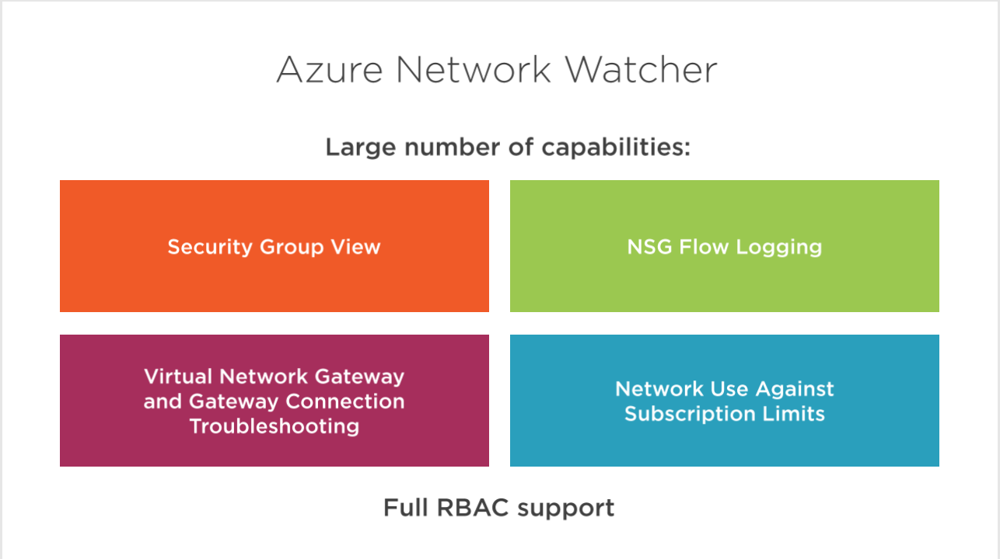 Azure Network Watcher
Large number of capabilities:
Security Group View
NSG Flow Logging
Virtual Network Gateway
and Gateway Connection
Troubleshooting
Network Use Against
Subscription Limits
Full RBAC support